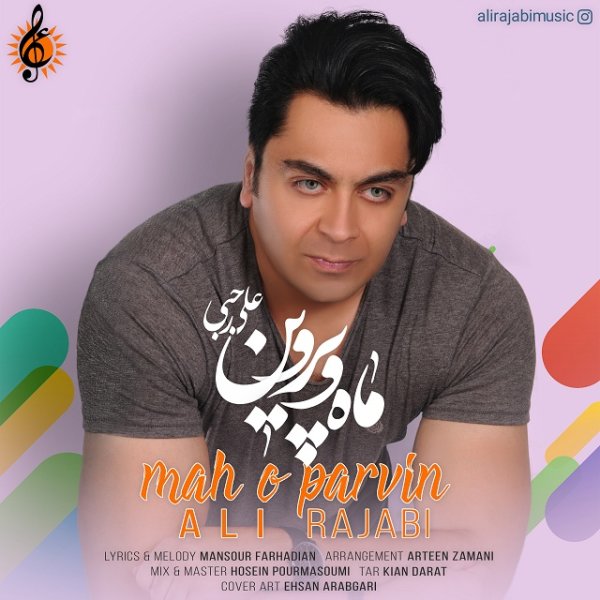 alirajabimusic
علی رجبی
ماه و پروین
mah o parvin
ALI RAJABI
LYRICS & MELODY MANSOUR FARHADIAN ARRANGEMENT ARTEEN ZAMANI
MIX & MASTER HOSEIN POURMASOUMI TAR KIAN DARAT
COVER ART EHSAN ARABGARI